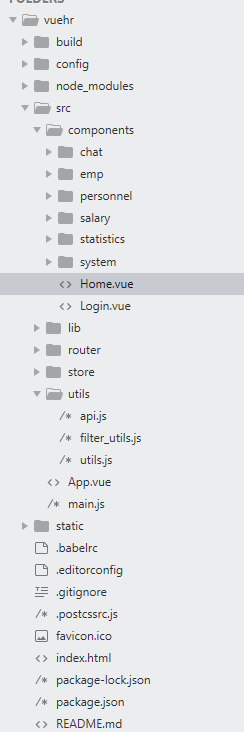 FOLDERS
vuehr
build
config
node_modules
src
components
chat
emp
personnel
salary
statistics
system
<> Home.vue
<> Login.vue
lib
router
store
utils
/* api.js
/* filter_utils.js
/* utils.js
<> App.vue
/* main.js
static
.babelrc
.editorconfig
.gitignore
/* .postcssrc.js
favicon.ico
<> index.html
/* package-lock.json
/* package.json
<> README.md